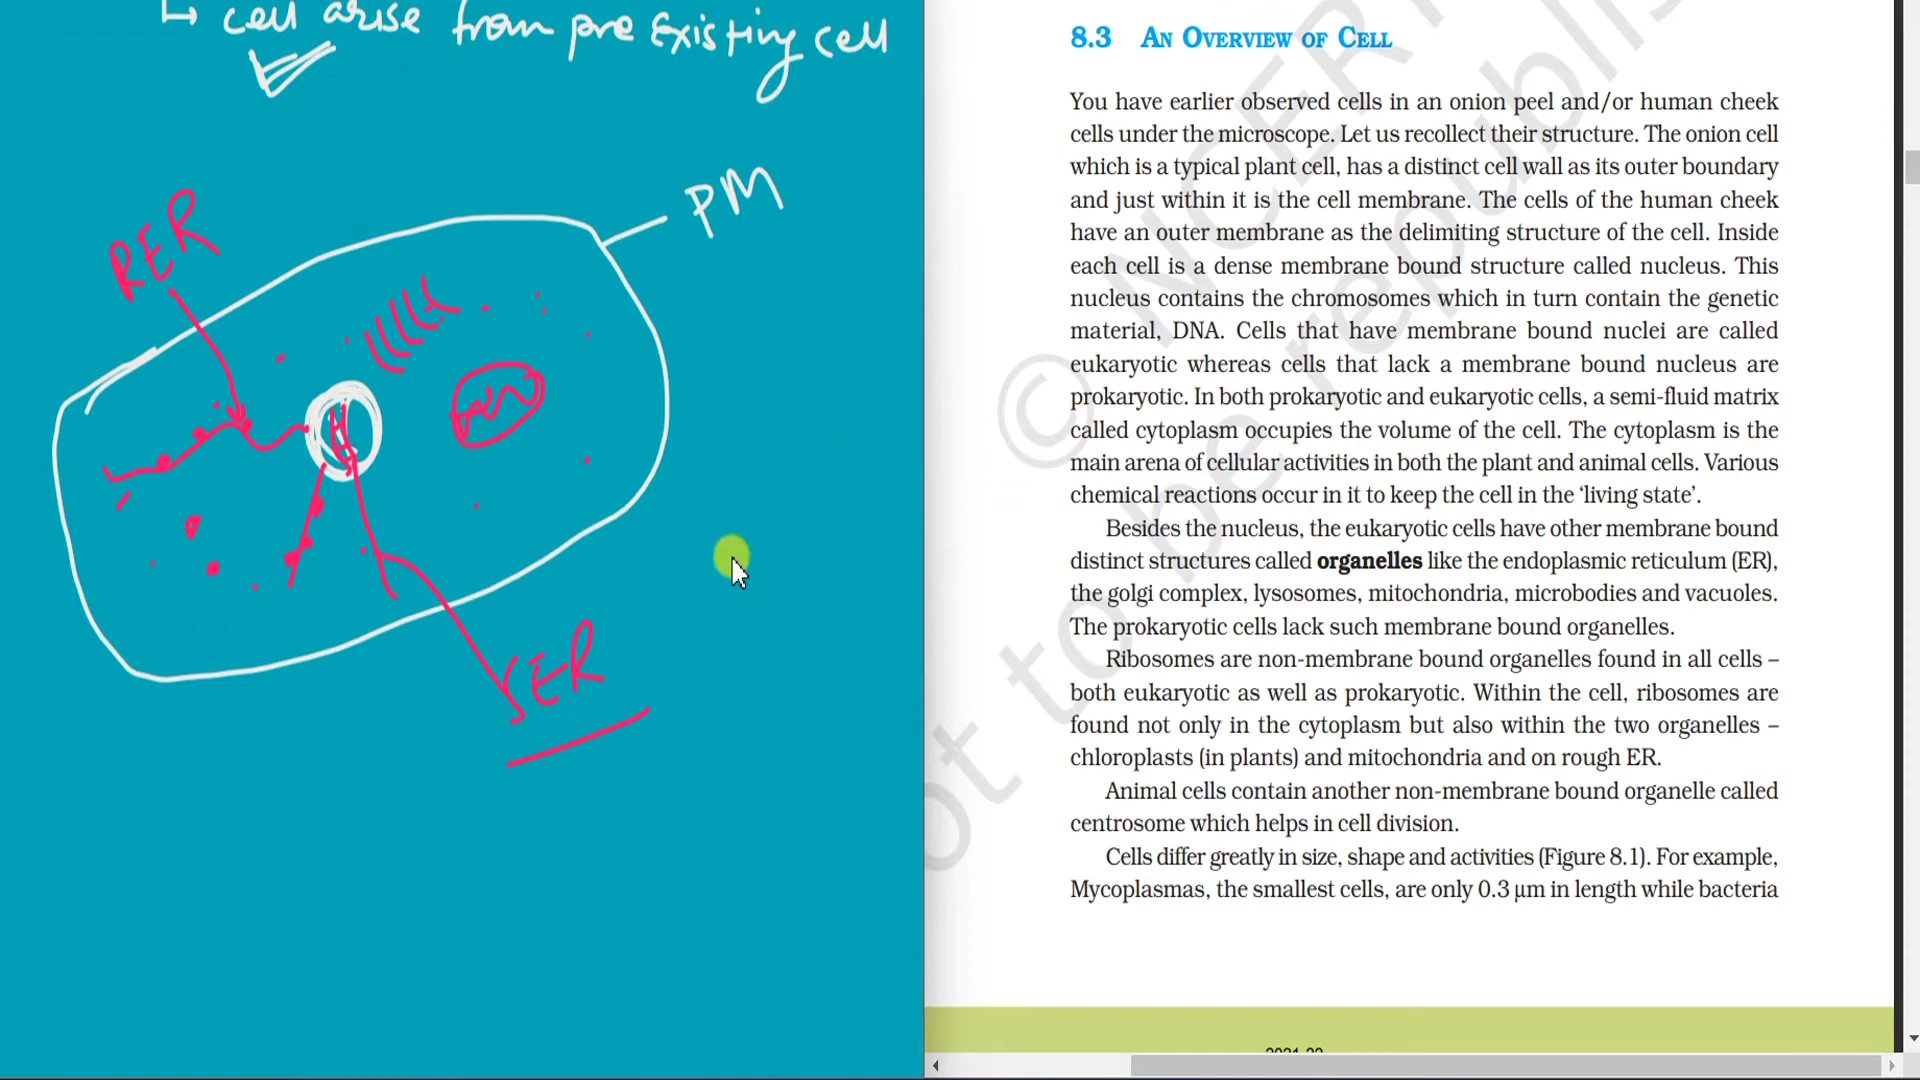 ↳ cell arise from pre Existing cell
PM
RER
SER
8.3 AN OVERVIEW OF CELL
You have earlier observed cells in an onion peel and/or human cheek
cells under the microscope. Let us recollect their structure. The onion cell
which is a typical plant cell, has a distinct cell wall as its outer boundary
and just within it is the cell membrane. The cells of the human cheek
have an outer membrane as the delimiting structure of the cell. Inside
each cell is a dense membrane bound structure called nucleus. This
nucleus contains the chromosomes which in turn contain the genetic
material, DNA. Cells that have membrane bound nuclei are called
eukaryotic whereas cells that lack a membrane bound nucleus are
prokaryotic. In both prokaryotic and eukaryotic cells, a semi-fluid matrix
called cytoplasm occupies the volume of the cell. The cytoplasm is the
main arena of cellular activities in both the plant and animal cells. Various
chemical reactions occur in it to keep the cell in the ‘living state’.
Besides the nucleus, the eukaryotic cells have other membrane bound
distinct structures called organelles like the endoplasmic reticulum (ER),
the golgi complex, lysosomes, mitochondria, microbodies and vacuoles.
The prokaryotic cells lack such membrane bound organelles.
Ribosomes are non-membrane bound organelles found in all cells –
both eukaryotic as well as prokaryotic. Within the cell, ribosomes are
found not only in the cytoplasm but also within the two organelles –
chloroplasts (in plants) and mitochondria and on rough ER.
Animal cells contain another non-membrane bound organelle called
centrosome which helps in cell division.
Cells differ greatly in size, shape and activities (Figure 8.1). For example,
Mycoplasmas, the smallest cells, are only 0.3 µm in length while bacteria
© NCERT
not to be republis